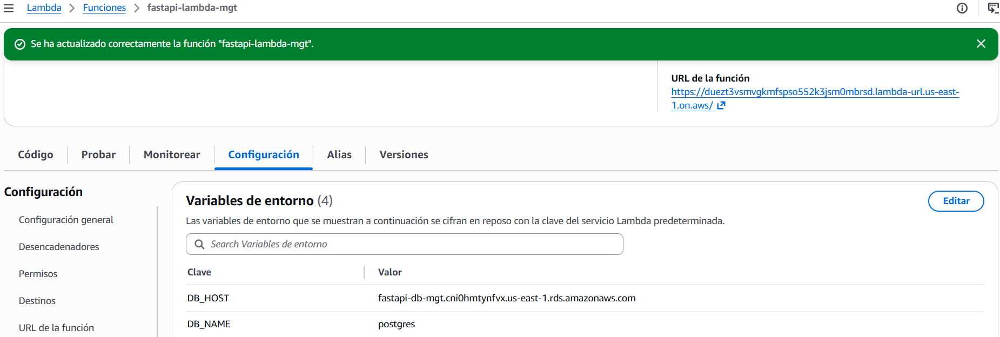 Lambda > Funciones > fastapi-lambda-mgt
Se ha actualizado correctamente la función "fastapi-lambda-mgt".
URL de la función
https://duezt3vsmvgkmfspso552k3jsm0mbrsd.lambda-url.us-east-
1.on.aws/
Código
Probar
Monitorear
Configuración
Alias
Versiones
Configuración
Configuración general
Desencadenadores
Permisos
Destinos
URL de la función
Variables de entorno (4)
Editar
Las variables de entorno que se muestran a continuación se cifran en reposo con la clave del servicio Lambda predeterminada.
Search Variables de entorno
Clave Valor
DB_HOST fastapi-db-mgt.cni0hmtynfvx.us-east-1.rds.amazonaws.com
DB_NAME postgres